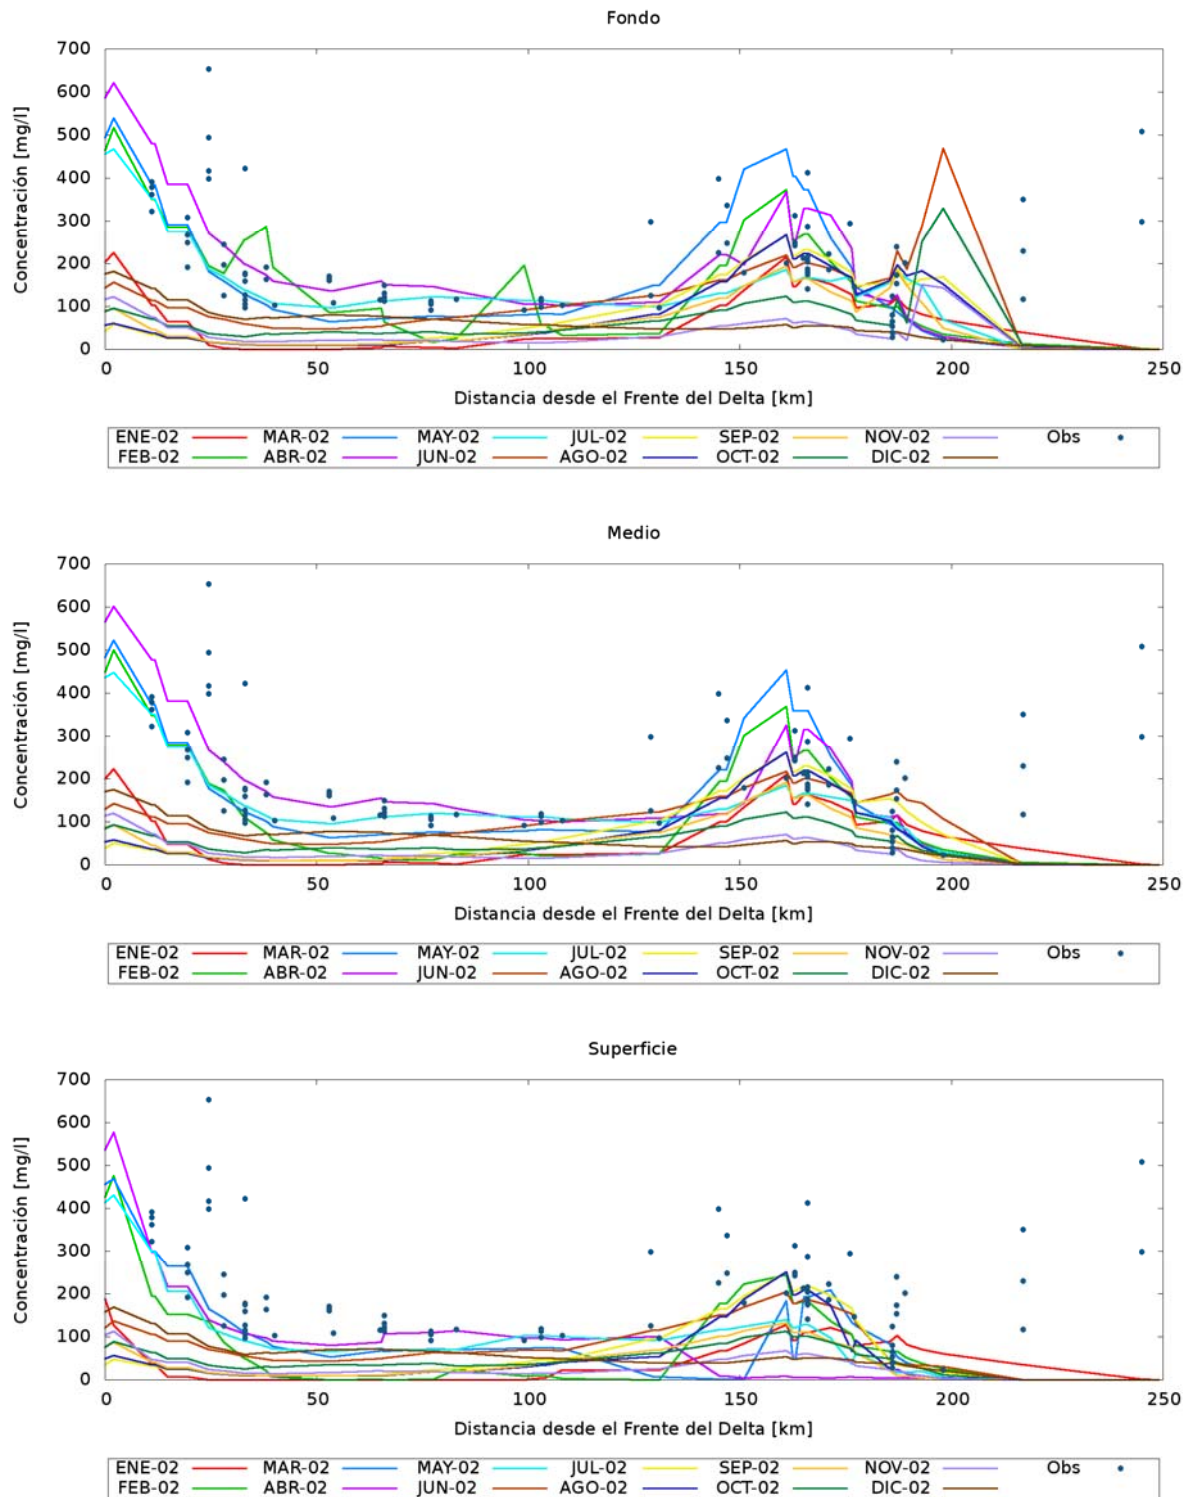 Fondo
700
600
500
400
300
200
100
0
Concentración [mg/l]
0 50 100 150 200 250
Distancia desde el Frente del Delta [km]
ENE-02 MAR-02 MAY-02 JUL-02 SEP-02 NOV-02 Obs
FEB-02 ABR-02 JUN-02 AGO-02 OCT-02 DIC-02
Medio
700
600
500
400
300
200
100
0
Concentración [mg/l]
0 50 100 150 200 250
Distancia desde el Frente del Delta [km]
ENE-02 MAR-02 MAY-02 JUL-02 SEP-02 NOV-02 Obs
FEB-02 ABR-02 JUN-02 AGO-02 OCT-02 DIC-02
Superficie
700
600
500
400
300
200
100
0
Concentración [mg/l]
0 50 100 150 200 250
Distancia desde el Frente del Delta [km]
ENE-02 MAR-02 MAY-02 JUL-02 SEP-02 NOV-02 Obs
FEB-02 ABR-02 JUN-02 AGO-02 OCT-02 DIC-02